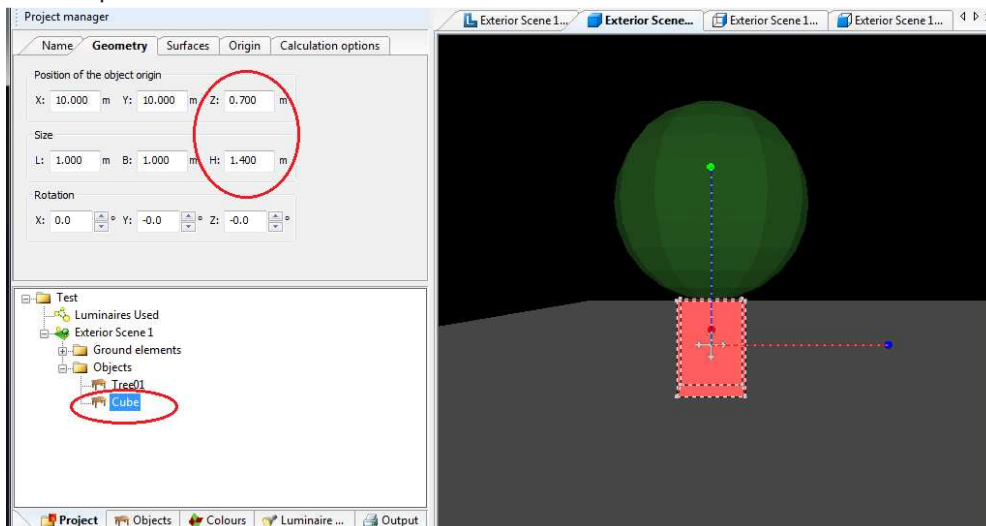 Project manager
Name Geometry Surfaces Origin Calculation options
Position of the object origin
X: 10.000 m Y: 10.000 m Z: 0.700 m
Size
L: 1.000 m B: 1.000 m H: 1.400 m
Rotation
X: 0.0 ° Y: -0.0 ° Z: -0.0 °
Test
Luminaires Used
Exterior Scene 1
Ground elements
Objects
Tree01
Cube
Project Objects Colours Luminaire ... Output
Exterior Scene 1... Exterior Scene... Exterior Scene 1... Exterior Scene 1...